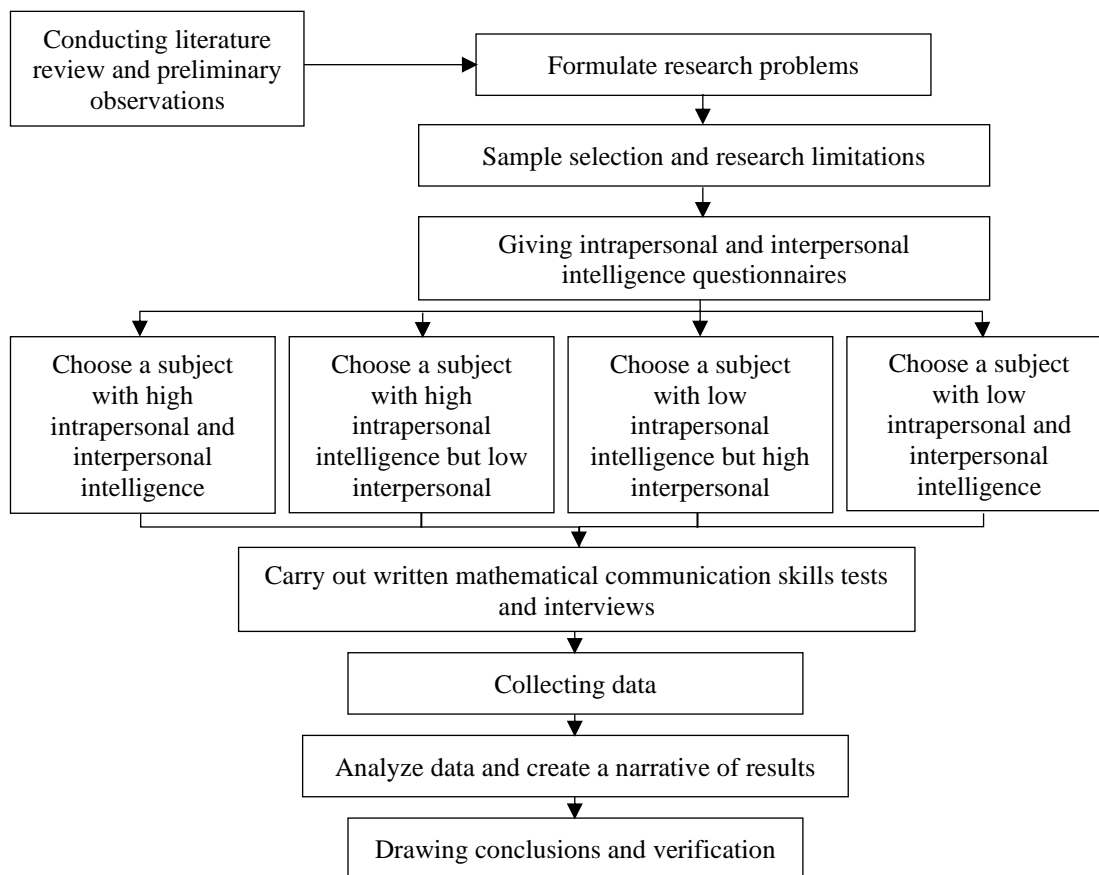 Conducting literature
review and preliminary
observations
Formulate research problems
Sample selection and research limitations
Giving intrapersonal and interpersonal
intelligence questionnaires
Choose a subject
with high
intrapersonal and
interpersonal
intelligence
Choose a subject
with high
intrapersonal
intelligence but low
interpersonal
Choose a subject
with low
intrapersonal
intelligence but high
interpersonal
Choose a subject
with low
intrapersonal and
interpersonal
intelligence
Carry out written mathematical communication skills tests
and interviews
Collecting data
Analyze data and create a narrative of results
Drawing conclusions and verification